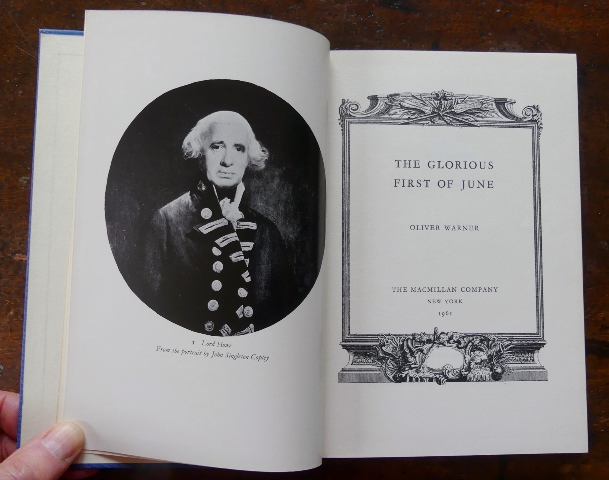 1 Lord Howe
From the portrait by John Singleton Copley
THE GLORIOUS
FIRST OF JUNE
OLIVER WARNER
THE MACMILLAN COMPANY
NEW YORK
1961